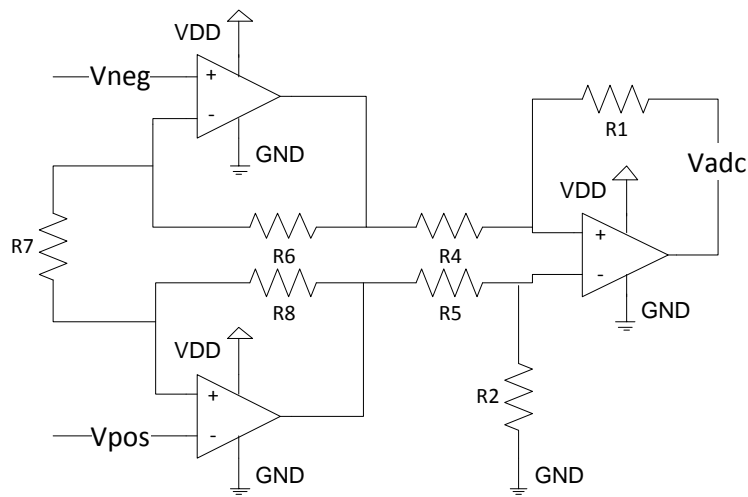 VDD
Vneg
+
-
GND
R1
Vadc
VDD
R7
R6
R4
+
-
R8
R5
GND
VDD
R2
+
-
Vpos
GND
GND